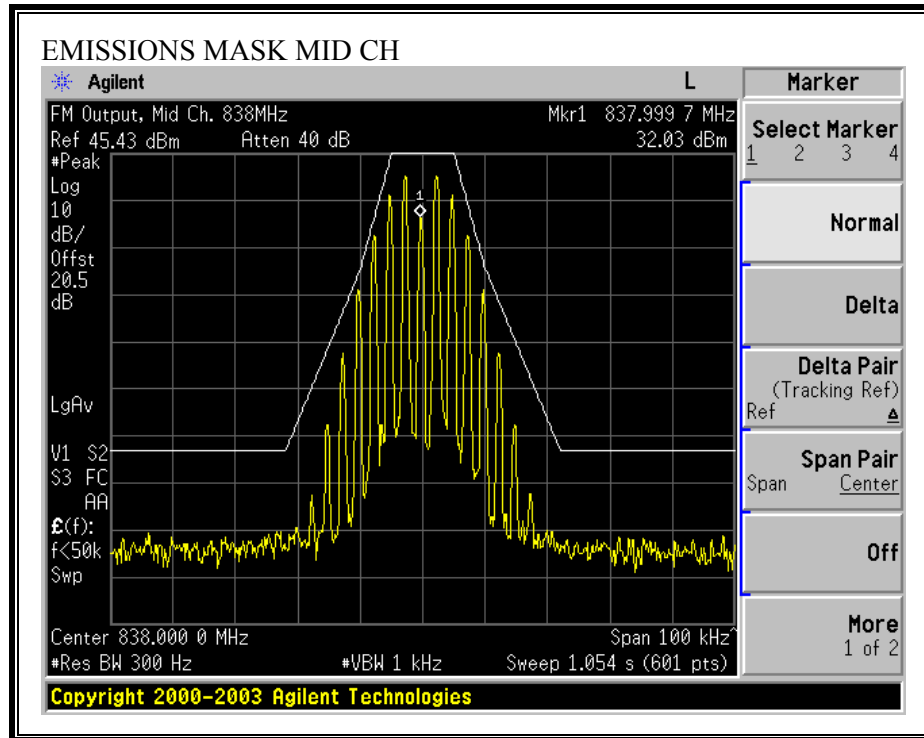 EMISSIONS MASK MID CH
Agilent L
FM Output, Mid Ch. 838MHz Mkr1 837.999 7 MHz
Ref 45.43 dBm Atten 40 dB 32.03 dBm
#Peak
Log
10
dB/
Offst
20.5
dB
1
LgAv
V1 S2
S3 FC
AA
£(f):
f<50k
Swp
Center 838.000 0 MHz Span 100 kHz^
#Res BW 300 Hz #VBW 1 kHz Sweep 1.054 s (601 pts)
Copyright 2000-2003 Agilent Technologies
Marker
Select Marker
1 2 3 4
Normal
Delta
Delta Pair
(Tracking Ref)
Ref Δ
Span Pair
Span Center
Off
More
1 of 2